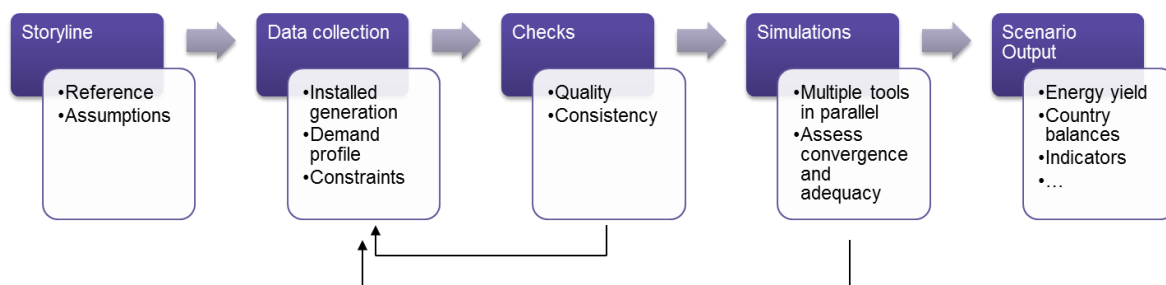 Storyline
•Reference
•Assumptions
Data collection
•Installed
generation
•Demand
profile
•Constraints
Checks
•Quality
•Consistency
Simulations
•Multiple tools
in parallel
•Assess
convergence
and
adequacy
Scenario
Output
•Energy yield
•Country
balances
•Indicators
•…